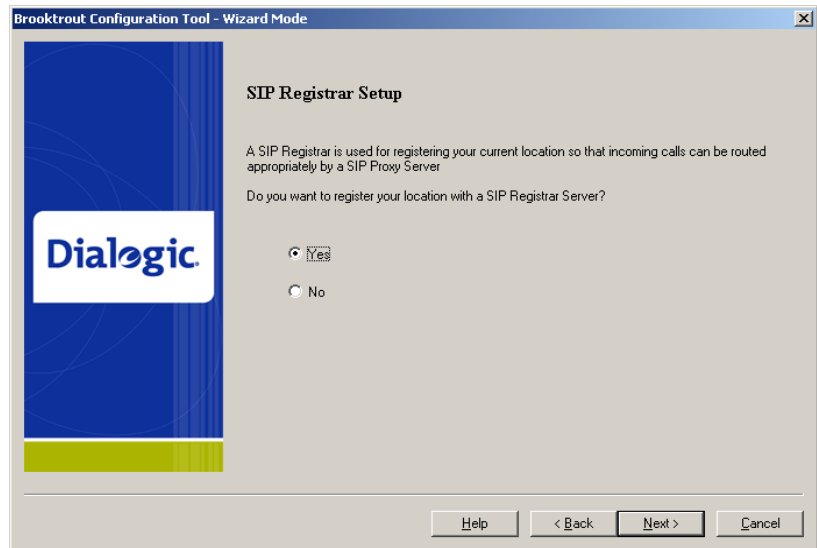 Brooktrout Configuration Tool - Wizard Mode
SIP Registrar Setup
A SIP Registrar is used for registering your current location so that incoming calls can be routed
appropriately by a SIP Proxy Server
Do you want to register your location with a SIP Registrar Server?
Dialogic.
Yes
No
Help
< Back
Next >
Cancel